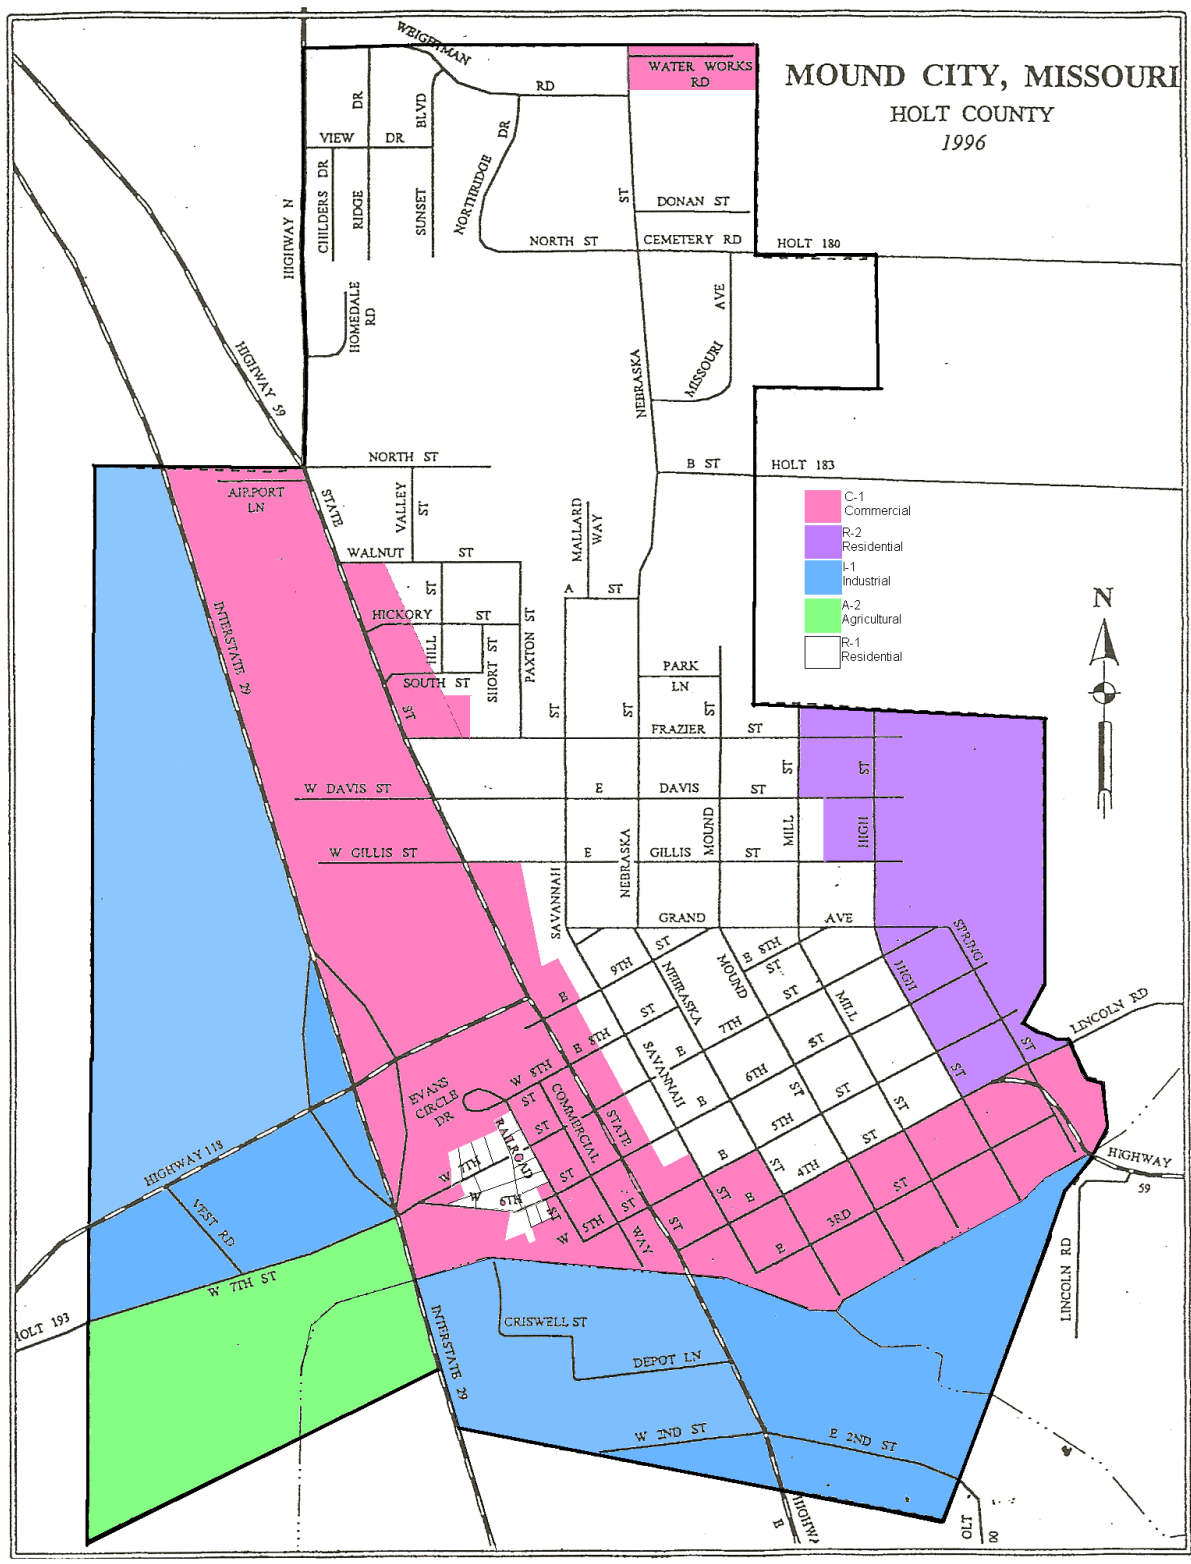 WEIGHTMAN
RD
WATER WORKS
RD
MOUND CITY, MISSOURI
HOLT COUNTY
1996
DR
BLVD
VIEW DR
DR
CHILDERS DR
RIDGE
SUNSET
NORTHRIDGE
ST
DONAN ST
NORTH ST
CEMETERY RD
HOLT 180
HIGHWAY N
HOMEDALE
RD
AVE
MISSOURI
NEBRASKA
HIGHWAY 59
NORTH ST
B ST
HOLT 183
AIRPORT
LN
STATE
VALLEY
ST
MALLARD
WAY
C-1
Commercial
R-2
Residential
I-1
Industrial
A-2
Agricultural
R-1
Residential
N
WALNUT ST
ST
A ST
HICKORY ST
HILL
SHORT ST
PAXTON ST
SOUTH ST
ST
INTERSTATE 29
PARK
LN
ST
ST
ST
FRAZIER ST
ST
ST
W DAVIS ST
E DAVIS ST
W GILLIS ST
E GILLIS ST
SAVANNAH
NEBRASKA
MOUND
MILL
HIGH
GRAND AVE
SPRING
E 9TH ST
NEBRASKA
MOUND
E 8TH
ST
HIGH
MILL
E 8TH ST
E 7TH ST
SAVANNAH
E 6TH ST
LINCOLN RD
ST
ST
W 8TH
ST
COMMERCIAL
STATE
EVANS
CIRCLE
DR
RAILROAD
ST
W 7TH
ST
W 6TH
ST
ST
E 5TH ST
ST
ST
E 4TH ST
ST
W 5TH ST
WAY
ST
E 3RD ST
HIGHWAY
59
HIGHWAY 118
VEST RD
W 7TH ST
HOLT 193
LINCOLN RD
INTERSTATE 29
CRISWELL ST
DEPOT LN
W 2ND ST
E 2ND ST